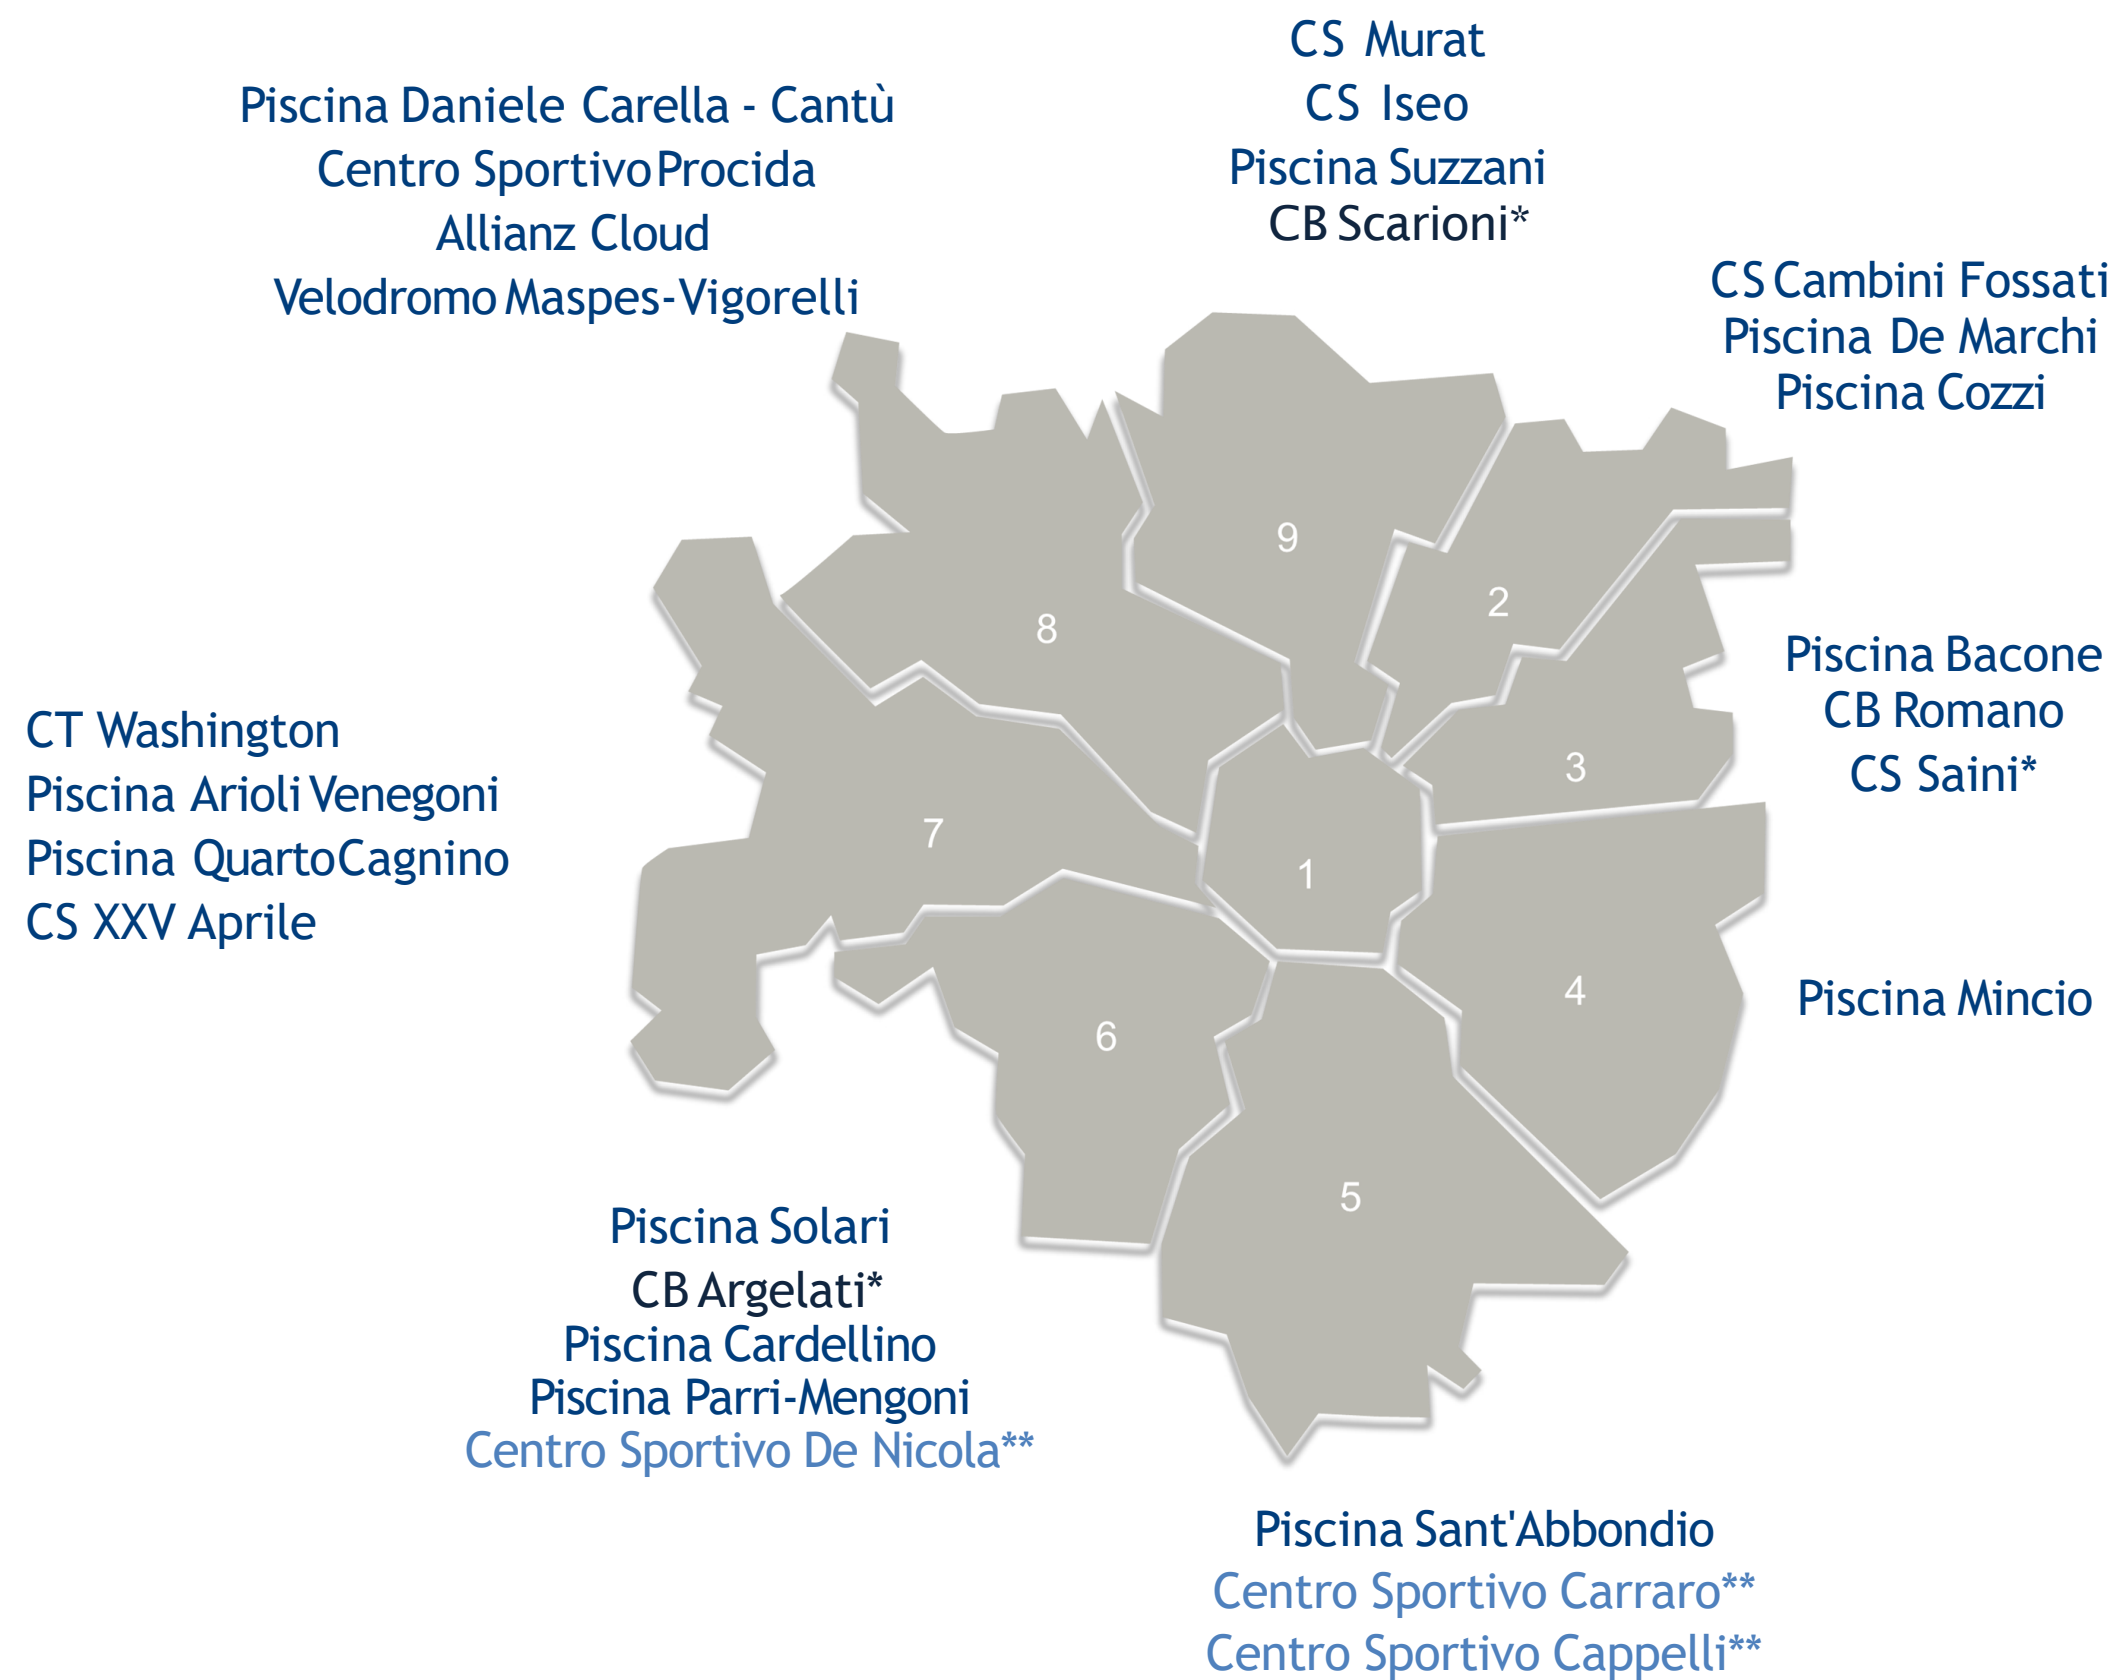 CS Murat
CS Iseo
Piscina Suzzani
CB Scarioni*
Piscina Daniele Carella - Cantù
Centro Sportivo Procida
Allianz Cloud
Velodromo Maspes-Vigorelli
CS Cambini Fossati
Piscina De Marchi
Piscina Cozzi
9
2
8
Piscina Bacone
CB Romano
CS Saini*
3
CT Washington
Piscina Arioli Venegoni
Piscina Quarto Cagnino
CS XXV Aprile
7
1
4
Piscina Mincio
6
5
Piscina Solari
CB Argelati*
Piscina Cardellino
Piscina Parri-Mengoni
Centro Sportivo De Nicola**
Piscina Sant'Abbondio
Centro Sportivo Carraro**
Centro Sportivo Cappelli**